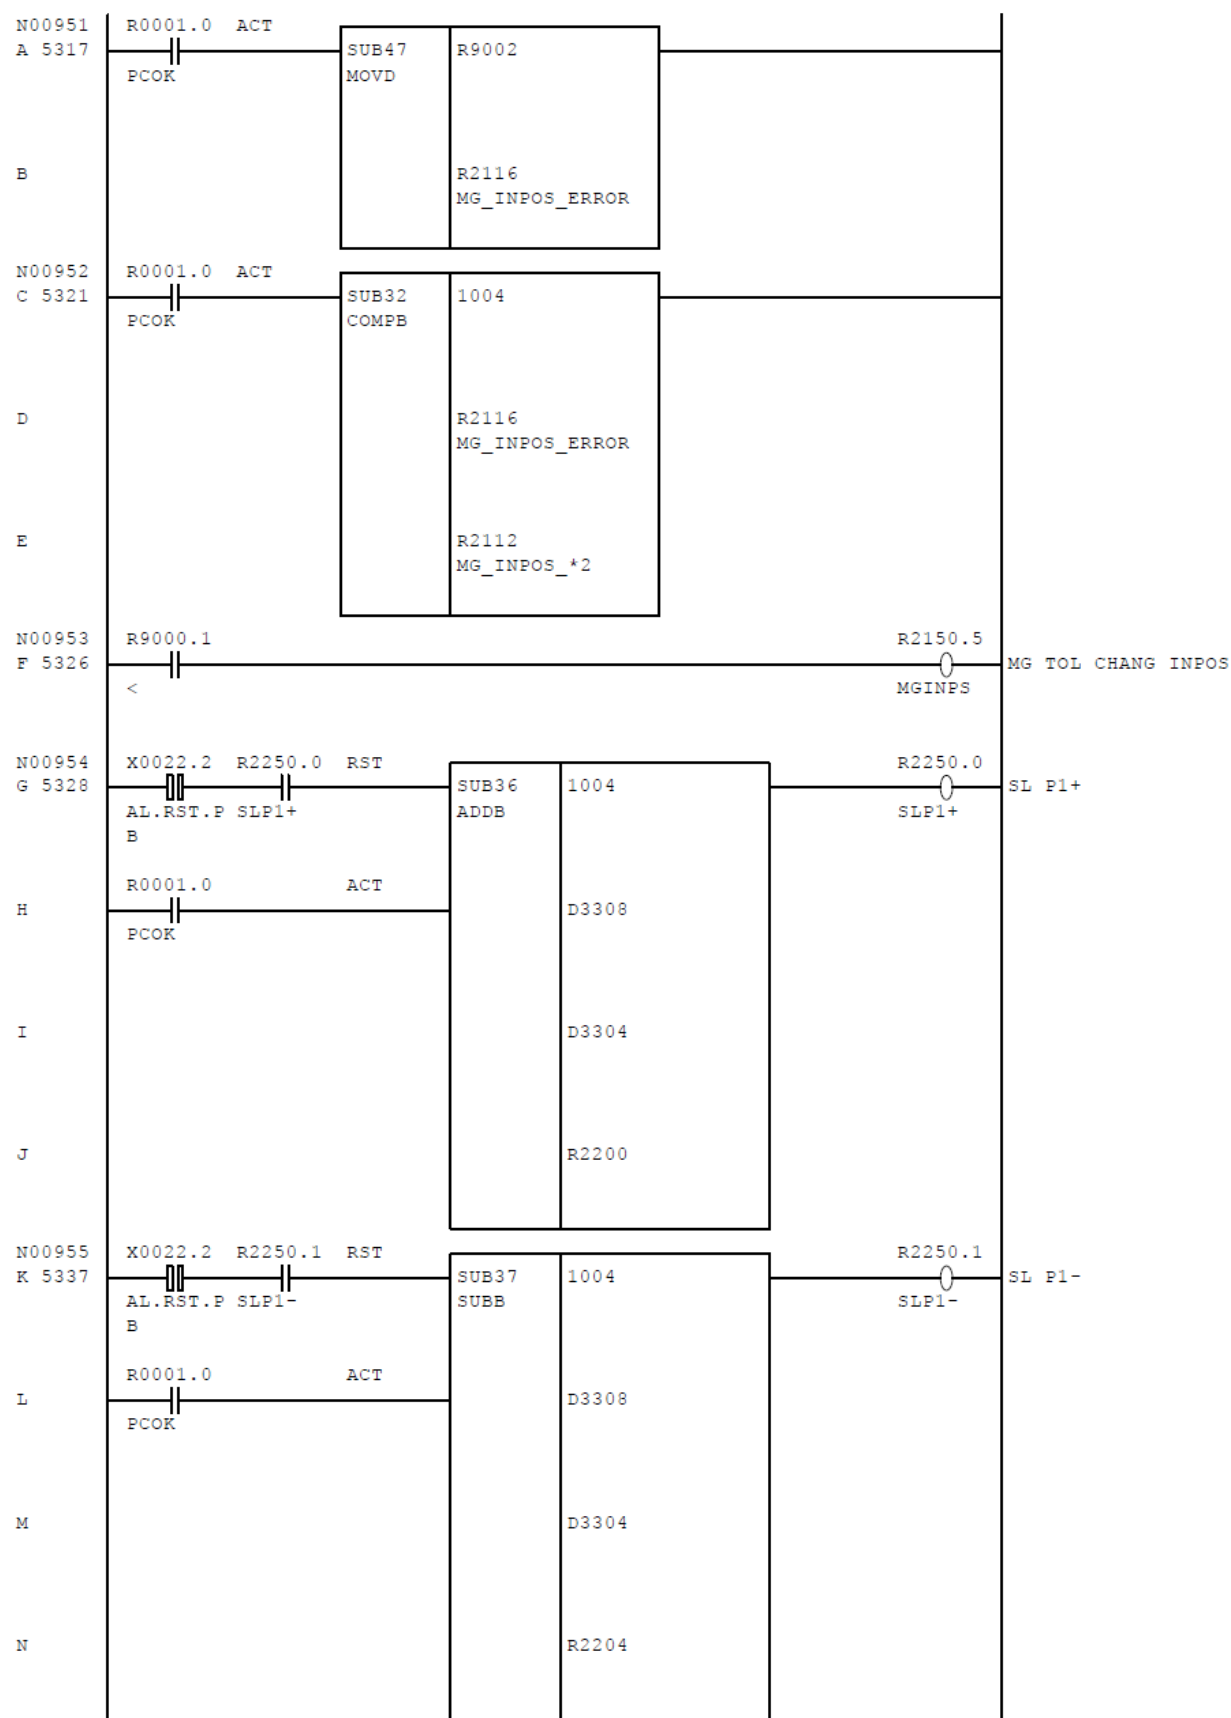 N00951 R0001.0 ACT
A 5317 SUB47 R9002
PCOK MOVD
B R2116
MG_INPOS_ERROR
N00952 R0001.0 ACT
C 5321 SUB32 1004
PCOK COMPB
D R2116
MG_INPOS_ERROR
E R2112
MG_INPOS_*2
N00953 R9000.1 R2150.5
F 5326 MG TOL CHANG INPOS
< MGINPS
N00954 X0022.2 R2250.0 RST R2250.0
G 5328 SUB36 1004 SL P1+
AL.RST.P SLP1+ ADDB SLP1+
B
R0001.0 ACT
H D3308
PCOK
I D3304
J R2200
N00955 X0022.2 R2250.1 RST R2250.1
K 5337 SUB37 1004 SL P1-
AL.RST.P SLP1- SUBB SLP1-
B
R0001.0 ACT
L D3308
PCOK
M D3304
N R2204